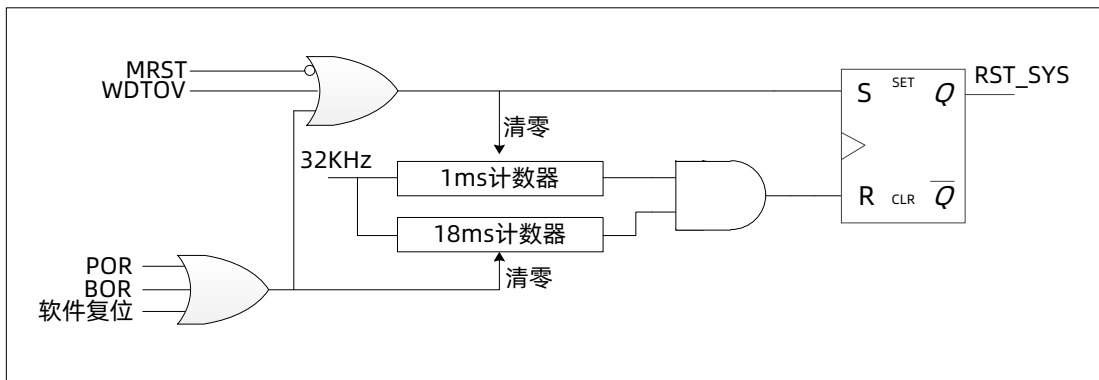 MRST
WDTOV
清零
32KHz
1ms计数器
18ms计数器
清零
POR
BOR
软件复位
S SET Q
R CLR Q̅
RST_SYS